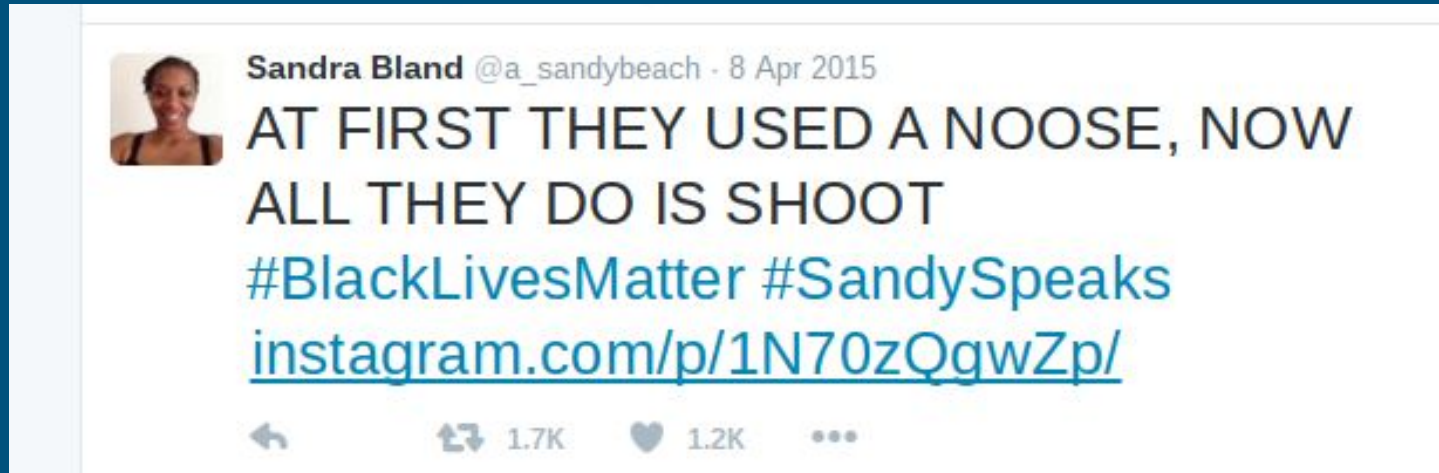 Sandra Bland @a_sandybeach · 8 Apr 2015
AT FIRST THEY USED A NOOSE, NOW
ALL THEY DO IS SHOOT
#BlackLivesMatter #SandySpeaks
instagram.com/p/1N70zQgwZp/
1.7K 1.2K